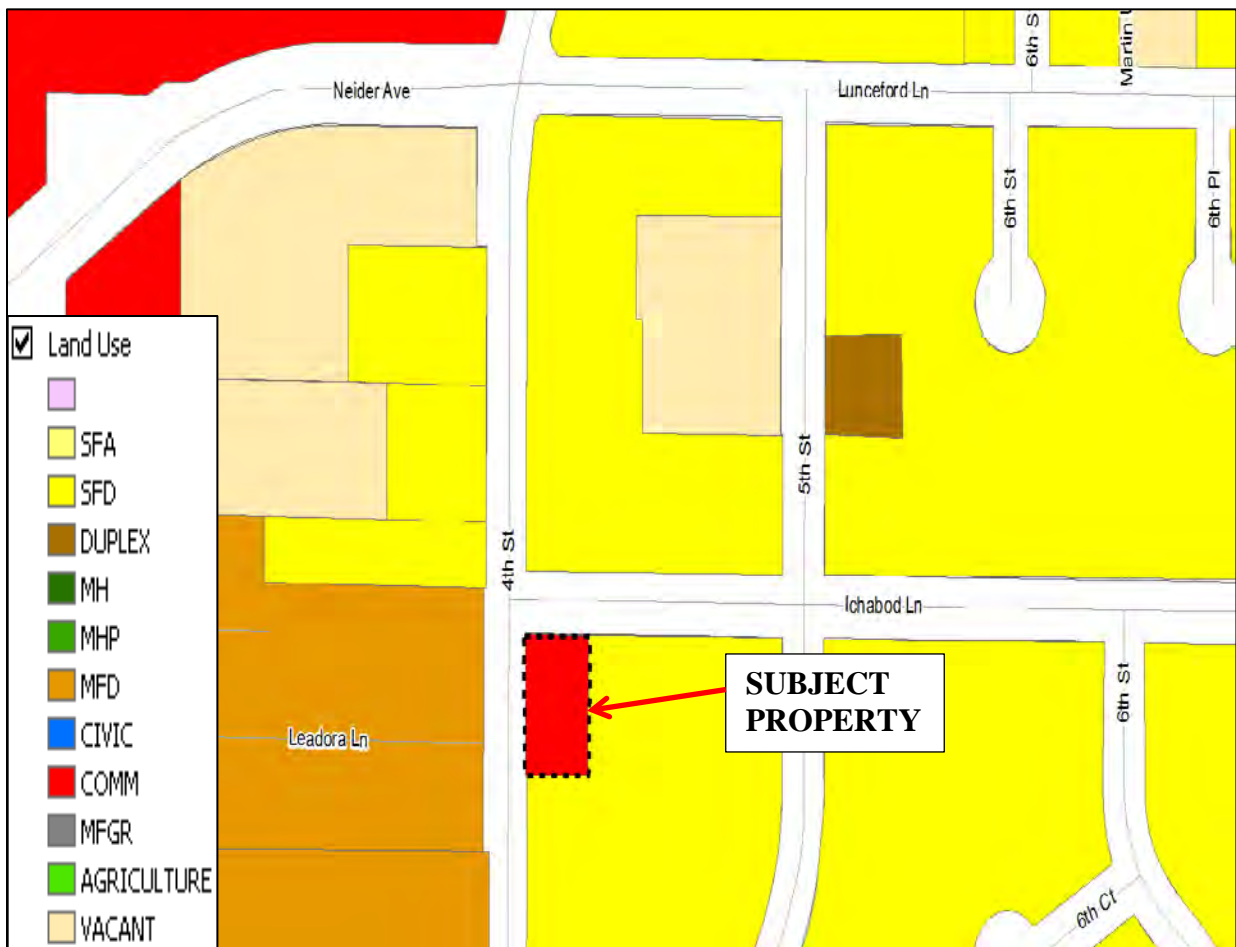 Neider Ave
Lunceford Ln
6th S
Marlin
6th St
6th Pl
5th St
4th St
Ichabod Ln
6th St
Leadora Ln
6th Ct
SUBJECT
PROPERTY
Land Use
SFA
SFD
DUPLEX
MH
MHP
MFD
CIVIC
COMM
MFGR
AGRICULTURE
VACANT